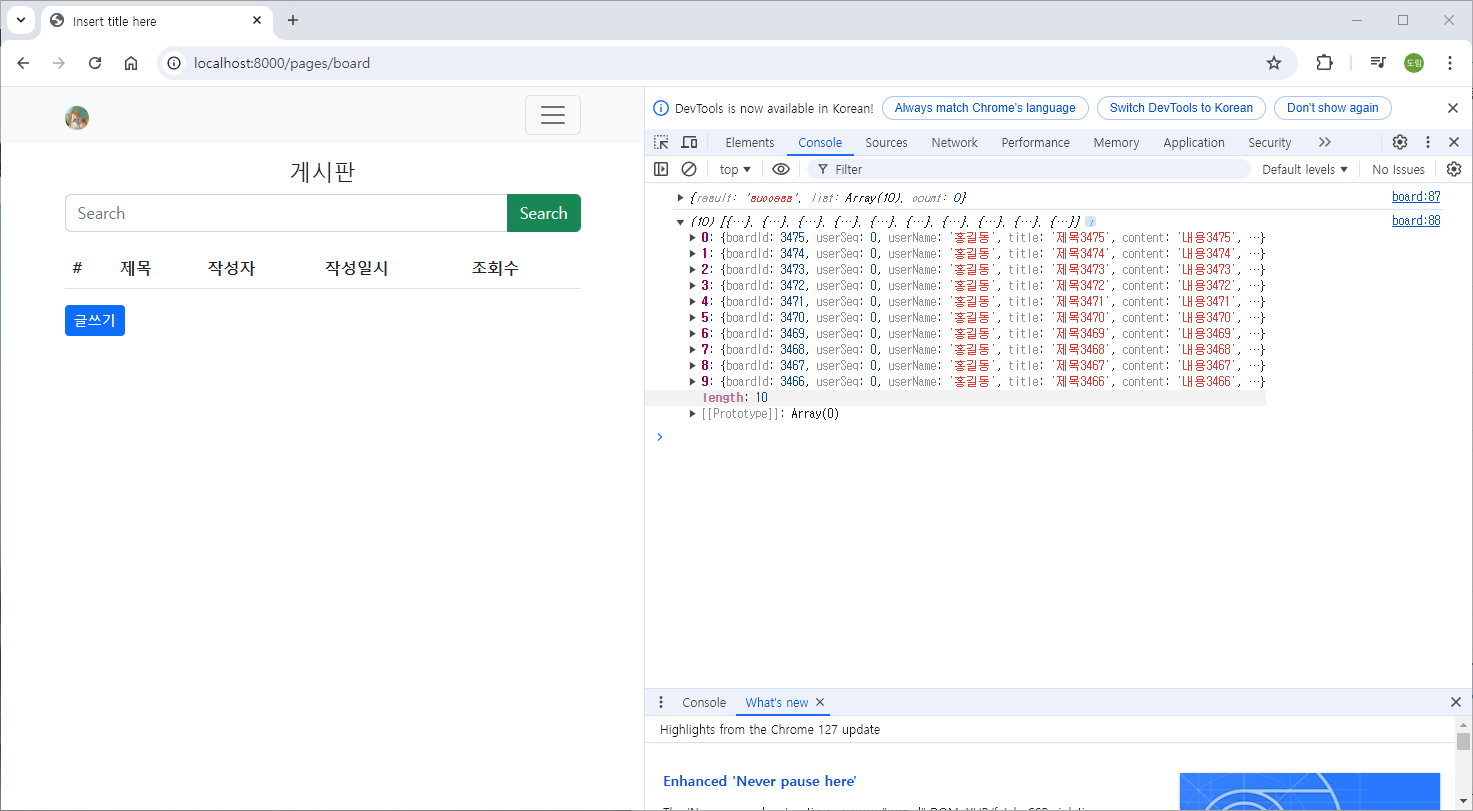 Insert title here
localhost:8000/pages/board
도림
DevTools is now available in Korean! Always match Chrome's language Switch DevTools to Korean Don't show again
Elements Console Sources Network Performance Memory Application Security
top Filter Default levels No Issues
게시판
Search Search
# 제목 작성자 작성일시 조회수
글쓰기
{result: 'success', list: Array(10), count: 0} board:87
(10) [{…}, {…}, {…}, {…}, {…}, {…}, {…}, {…}, {…}, {…}] board:88
0: {boardId: 3475, userSeq: 0, userName: '홍길동', title: '제목3475', content: '내용3475', …}
1: {boardId: 3474, userSeq: 0, userName: '홍길동', title: '제목3474', content: '내용3474', …}
2: {boardId: 3473, userSeq: 0, userName: '홍길동', title: '제목3473', content: '내용3473', …}
3: {boardId: 3472, userSeq: 0, userName: '홍길동', title: '제목3472', content: '내용3472', …}
4: {boardId: 3471, userSeq: 0, userName: '홍길동', title: '제목3471', content: '내용3471', …}
5: {boardId: 3470, userSeq: 0, userName: '홍길동', title: '제목3470', content: '내용3470', …}
6: {boardId: 3469, userSeq: 0, userName: '홍길동', title: '제목3469', content: '내용3469', …}
7: {boardId: 3468, userSeq: 0, userName: '홍길동', title: '제목3468', content: '내용3468', …}
8: {boardId: 3467, userSeq: 0, userName: '홍길동', title: '제목3467', content: '내용3467', …}
9: {boardId: 3466, userSeq: 0, userName: '홍길동', title: '제목3466', content: '내용3466', …}
length: 10
[[Prototype]]: Array(0)
Console What's new
Highlights from the Chrome 127 update
Enhanced 'Never pause here'